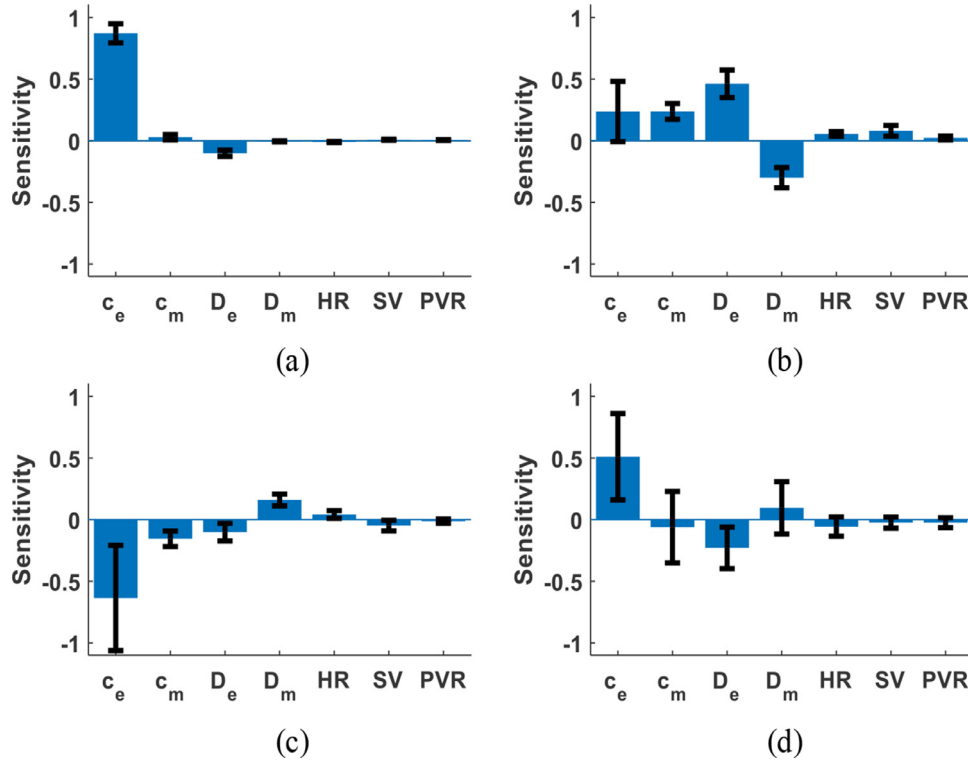 Sensitivity
1
0.5
0
-0.5
-1
c_e c_m D_e D_m HR SV PVR
(a)
Sensitivity
1
0.5
0
-0.5
-1
c_e c_m D_e D_m HR SV PVR
(b)
Sensitivity
1
0.5
0
-0.5
-1
c_e c_m D_e D_m HR SV PVR
(c)
Sensitivity
1
0.5
0
-0.5
-1
c_e c_m D_e D_m HR SV PVR
(d)